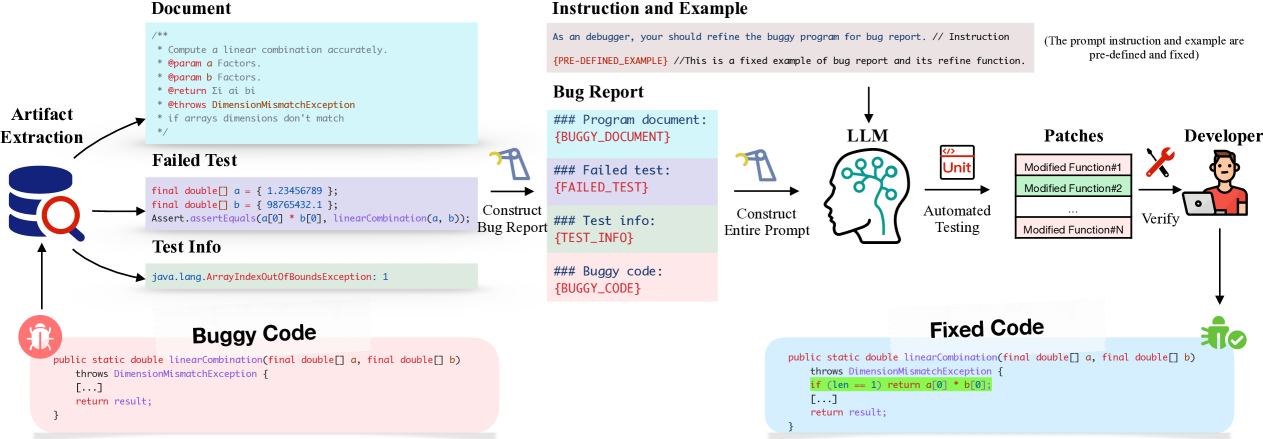 Document
/**
* Compute a linear combination accurately.
* @param a Factors.
* @param b Factors.
* @return Σi ai bi
* @throws DimensionMismatchException
* if arrays dimensions don't match
*/
Artifact
Extraction
Failed Test
final double[] a = { 1.23456789 };
final double[] b = { 98765432.1 };
Assert.assertEquals(a[0] * b[0], linearCombination(a, b));
Test Info
java.lang.ArrayIndexOutOfBoundsException: 1
Construct
Bug Report
Instruction and Example
As an debugger, your should refine the buggy program for bug report. // Instruction
{PRE-DEFINED_EXAMPLE} //This is a fixed example of bug report and its refine function.
(The prompt instruction and example are
pre-defined and fixed)
Bug Report
### Program document:
{BUGGY_DOCUMENT}
### Failed test:
{FAILED_TEST}
### Test info:
{TEST_INFO}
### Buggy code:
{BUGGY_CODE}
Construct
Entire Prompt
LLM
Unit
Automated
Testing
Patches
Modified Function#1
Modified Function#2
...
Modified Function#N
Verify
Developer
Buggy Code
public static double linearCombination(final double[] a, final double[] b)
throws DimensionMismatchException {
[...]
return result;
}
Fixed Code
public static double linearCombination(final double[] a, final double[] b)
throws DimensionMismatchException {
if (len == 1) return a[0] * b[0];
[...]
return result;
}